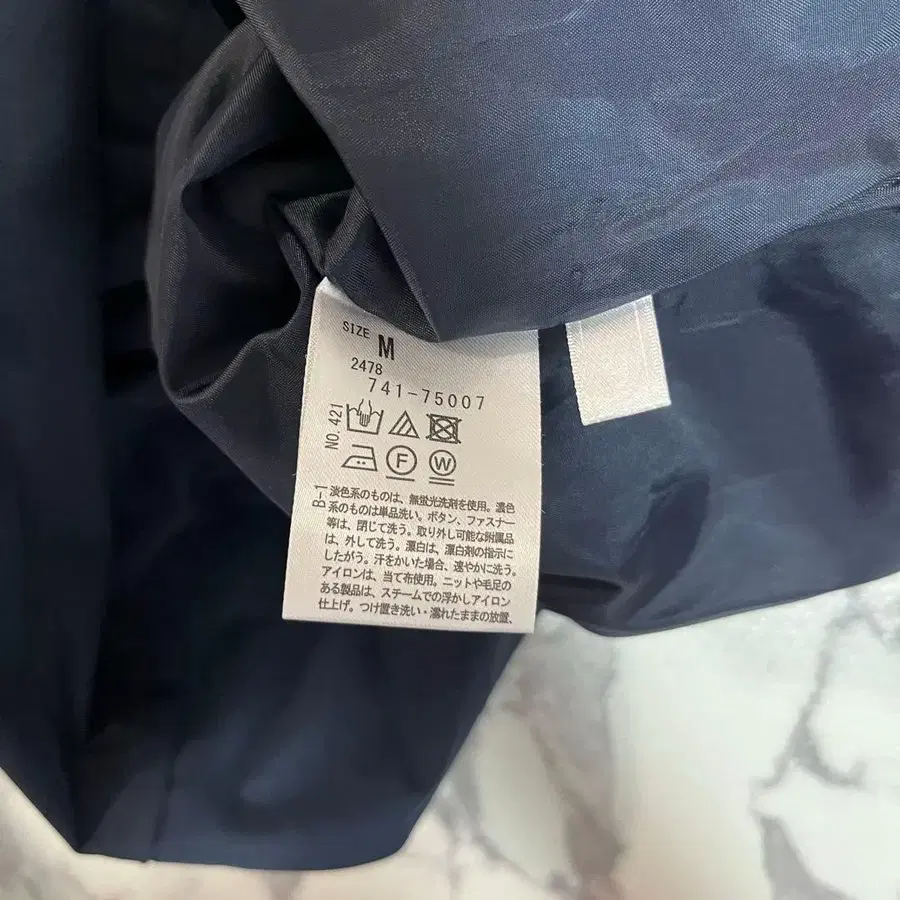 SIZE M
2478
741-75007
NO. 421
F W
B-1
淡色系のものは、無蛍光洗剤を使用。濃色
系のものは単品洗い。ボタン、ファスナー
等は、閉じて洗う。取り外し可能な附属品
は、外して洗う。漂白は、漂白剤の指示に
したがう。汗をかいた場合、速やかに洗う。
アイロンは、当て布使用。ニットや毛足の
ある製品は、スチームでの浮かしアイロン
仕上げ。つけ置き洗い・濡れたままの放置、